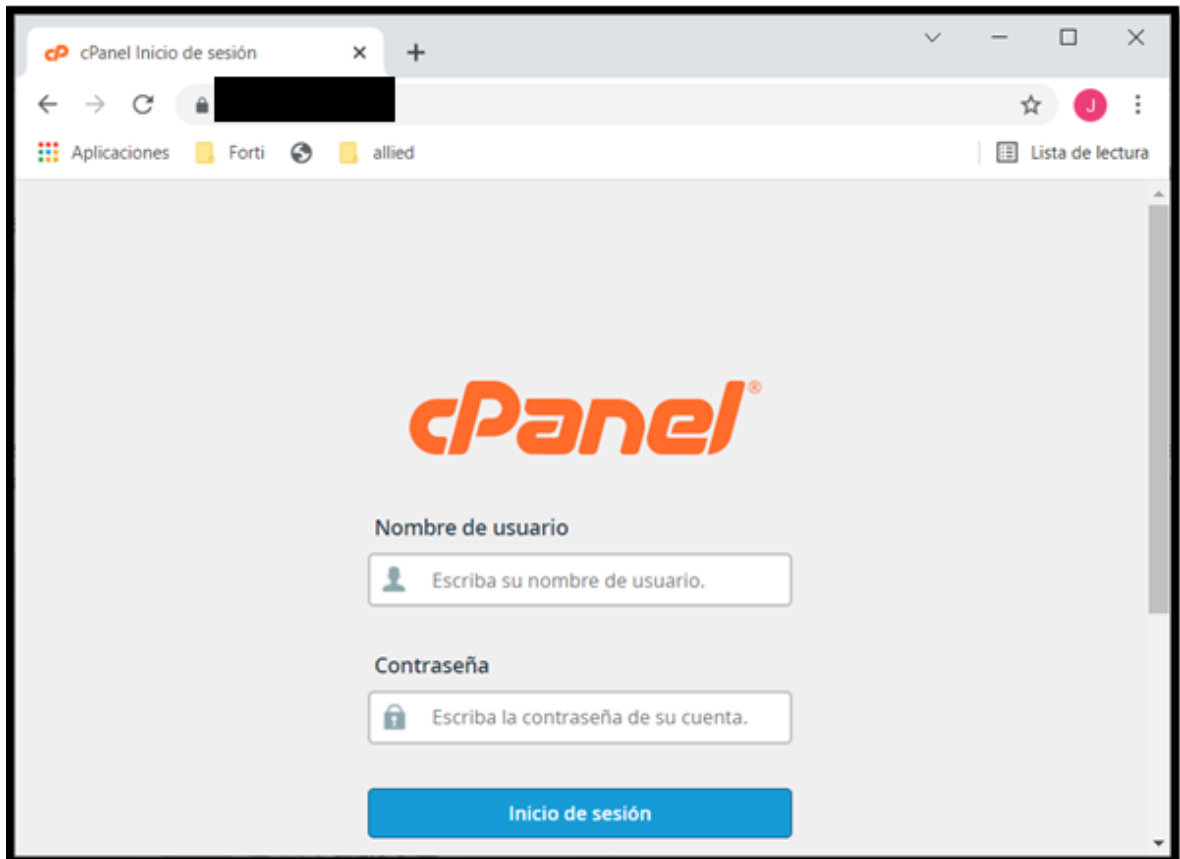 cPanel Inicio de sesión
J
Aplicaciones Forti allied Lista de lectura
cPanel®
Nombre de usuario
Escriba su nombre de usuario.
Contraseña
Escriba la contraseña de su cuenta.
Inicio de sesión